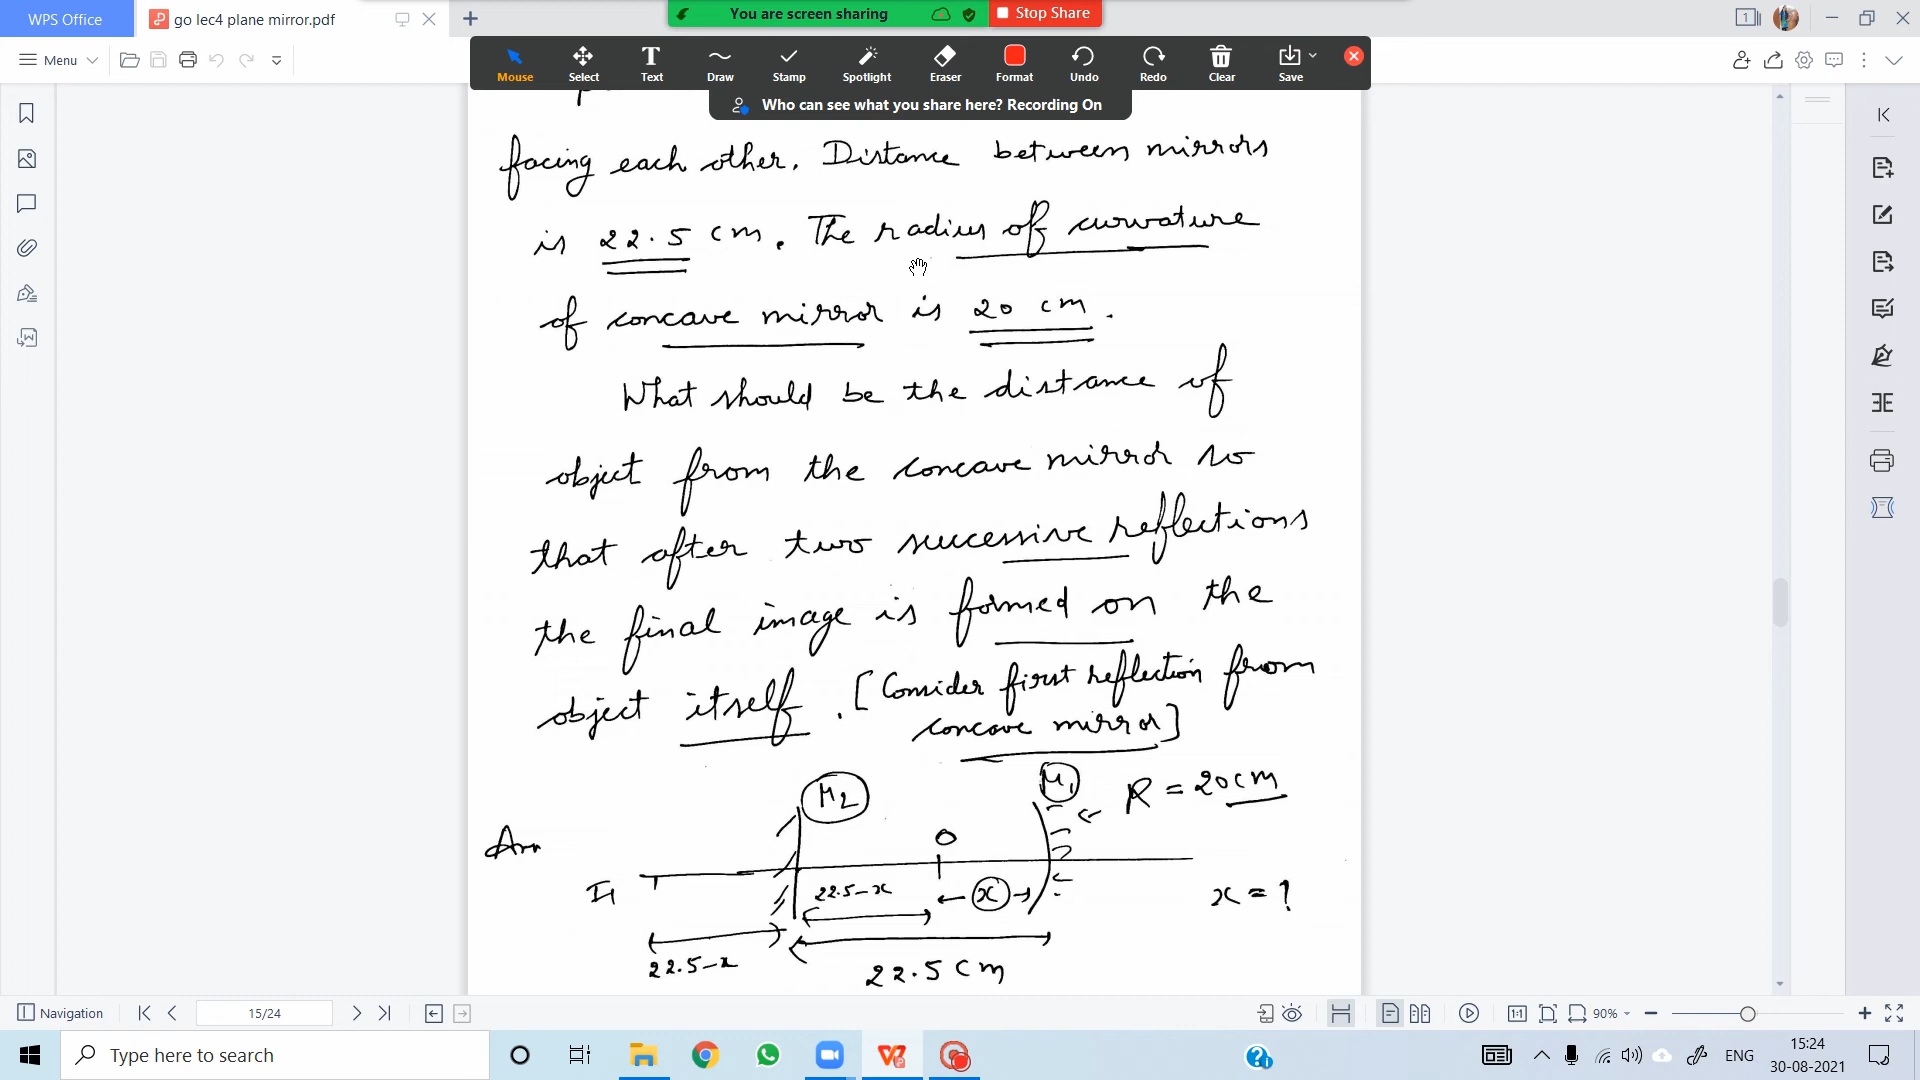 WPS Office
go lec4 plane mirror.pdf
You are screen sharing
Stop Share
1
Menu
Mouse
Select
Text
Draw
Stamp
Spotlight
Eraser
Format
Undo
Redo
Clear
Save
Who can see what you share here? Recording On
facing each other. Distance between mirrors
is 22.5 cm. The radius of curvature
of concave mirror is 20 cm.
What should be the distance of
object from the concave mirror so
that after two successive reflections
the final image is formed on the
object itself. [Consider first reflection from
concave mirror]
M2
M1
R = 20cm
Ans
O
I1
22.5-x
x
x = ?
22.5-x
22.5 cm
Navigation
15/24
1:1
90%
Type here to search
ENG
15:24
30-08-2021